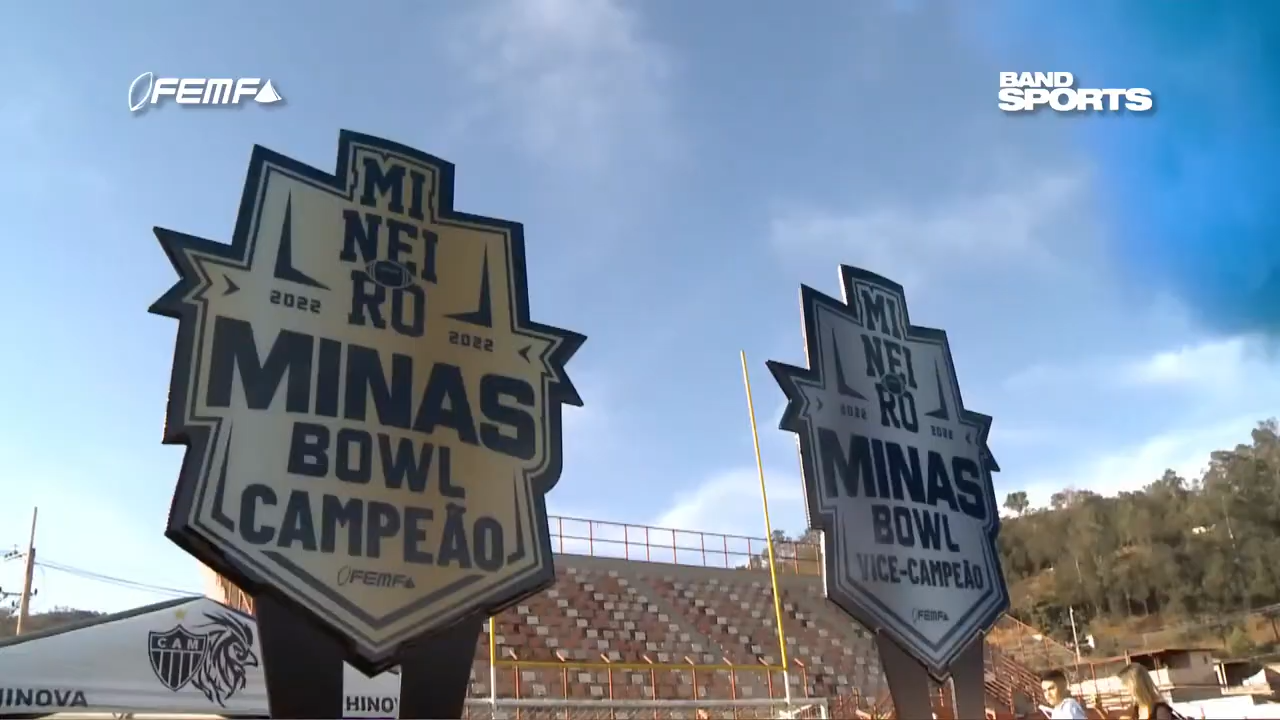 FEMFA
BAND
SPORTS
MI
NEI
RO
2022
2022
MINAS
BOWL
CAMPEÃO
FEMFA
MI
NEI
RO
2022
2022
MINAS
BOWL
VICE-CAMPEÃO
FEMFA
CAM
HINOVA
HINO